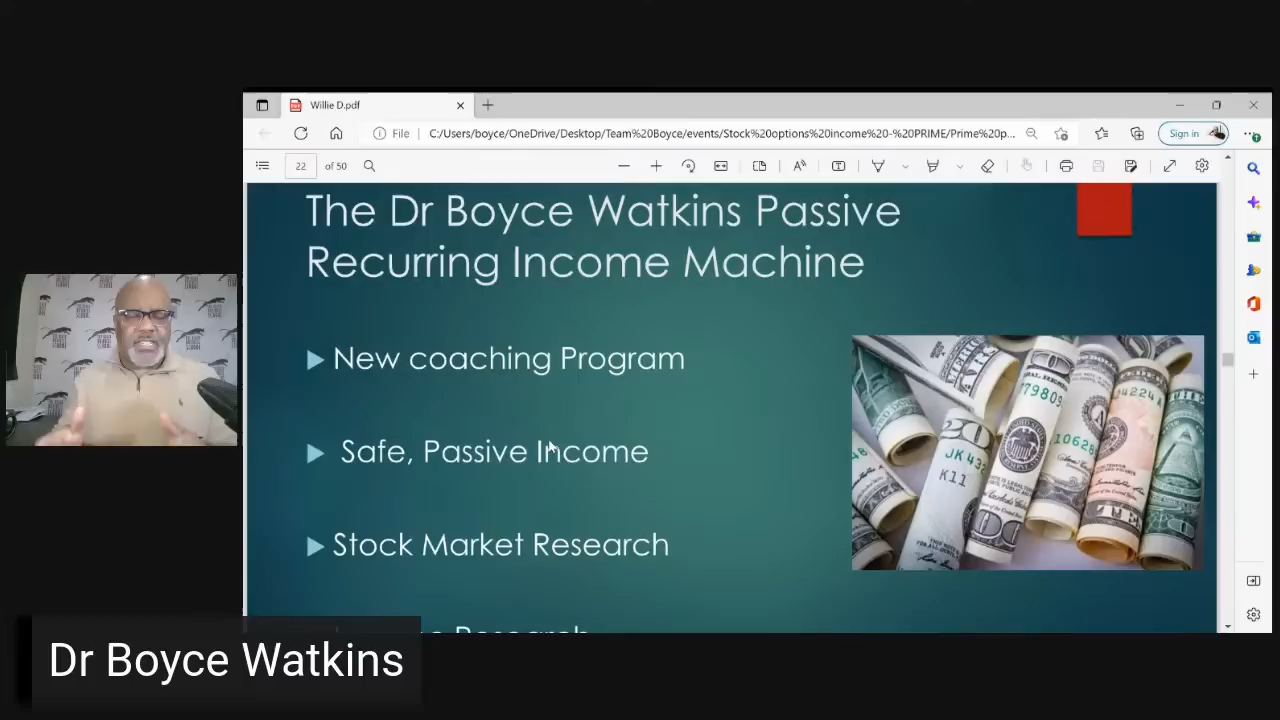 Willie D.pdf
File
C:/Users/boyce/OneDrive/Desktop/Team%20Boyce/events/Stock%20options%20income%20-%20PRIME/Prime%20p...
Sign in
22 of 50
The Dr Boyce Watkins Passive
Recurring Income Machine
New coaching Program
Safe, Passive Income
Stock Market Research
Research
Dr Boyce Watkins